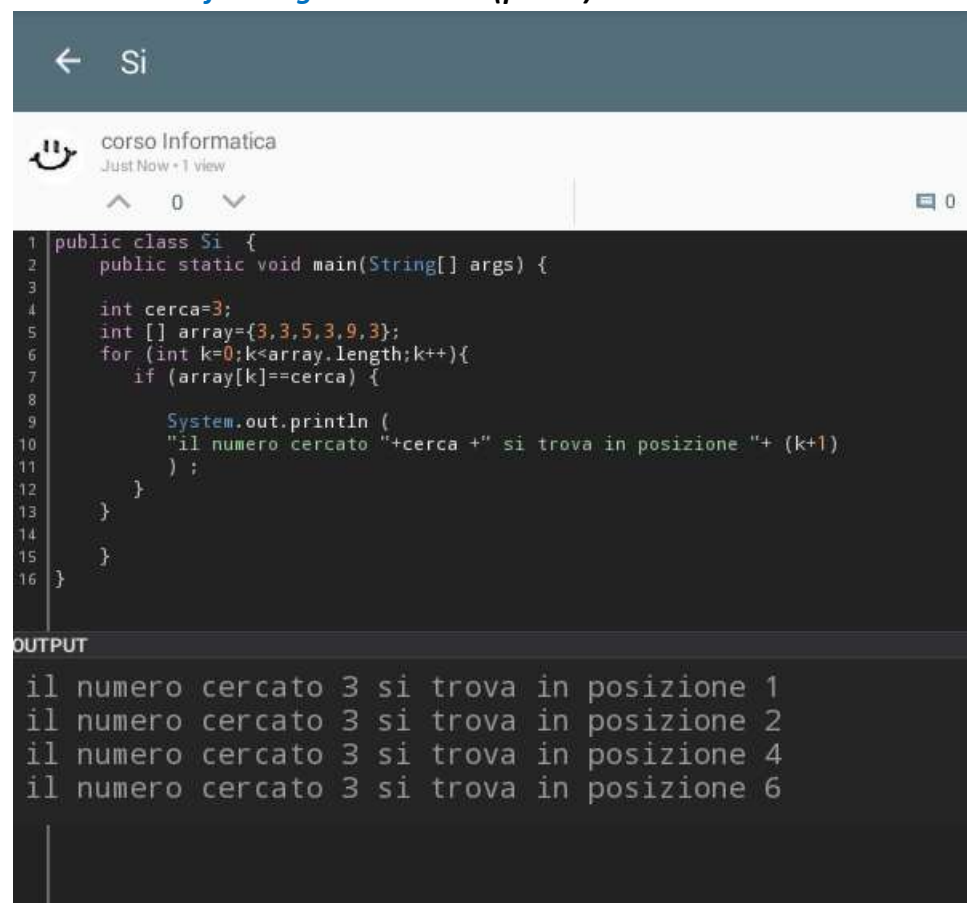 ← Si
corso Informatica
Just Now • 1 view
0
0
1 public class Si {
2 public static void main(String[] args) {
3
4 int cerca=3;
5 int [] array={3,3,5,3,9,3};
6 for (int k=0;k<array.length;k++){
7 if (array[k]==cerca) {
8
9 System.out.println (
10 "il numero cercato "+cerca +" si trova in posizione "+ (k+1)
11 ) ;
12 }
13 }
14
15 }
16 }
OUTPUT
il numero cercato 3 si trova in posizione 1
il numero cercato 3 si trova in posizione 2
il numero cercato 3 si trova in posizione 4
il numero cercato 3 si trova in posizione 6